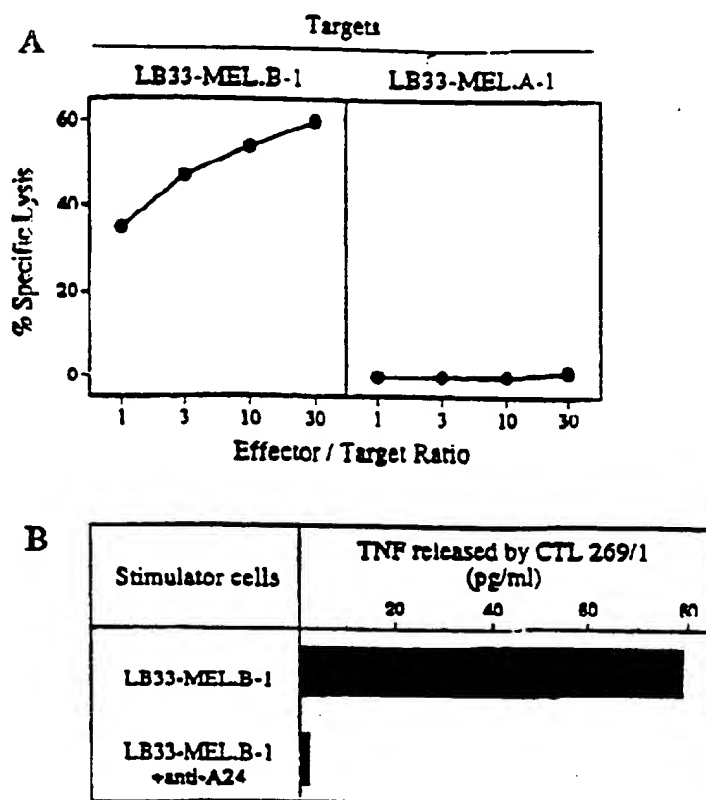 A
Targets
LB33-MEL.B-1 LB33-MEL.A-1
% Specific Lysis
60
40
20
0
1 3 10 30 1 3 10 30
Effector / Target Ratio
B
Stimulator cells
TNF released by CTL 269/1
(pg/ml)
20 40 60 80
LB33-MEL.B-1
LB33-MEL.B-1
+anti-A24